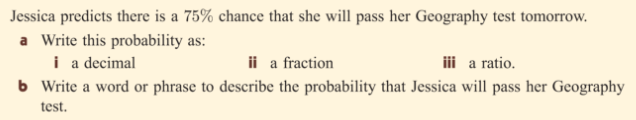 Jessica predicts there is a 75% chance that she will pass her Geography test tomorrow.
a Write this probability as:
i a decimal ii a fraction iii a ratio.
b Write a word or phrase to describe the probability that Jessica will pass her Geography
test.